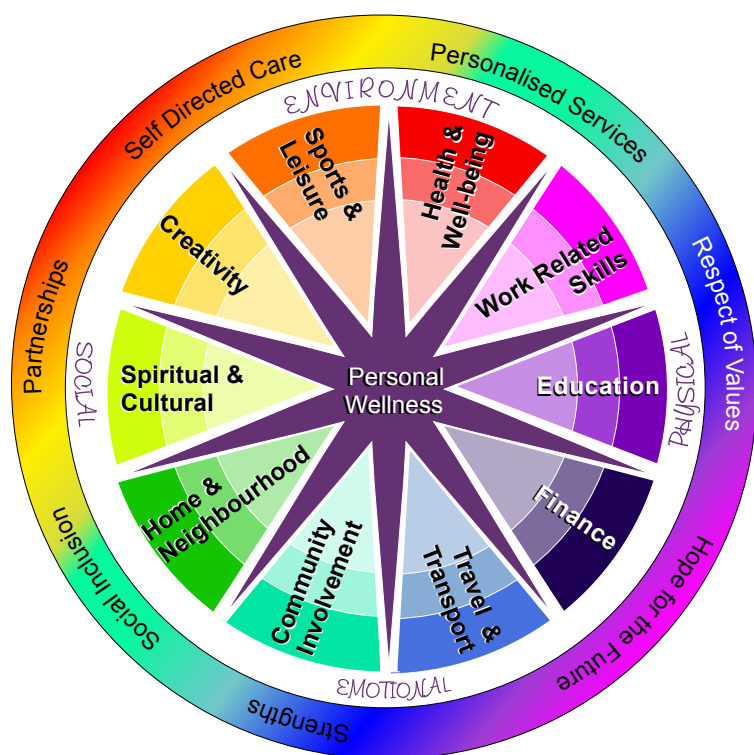 Self Directed Care
Personalised Services
Respect of Values
Hope for the Future
Strengths
Social Inclusion
Partnerships
ENVIRONMENT
PHYSICAL
EMOTIONAL
SOCIAL
Sports &
Leisure
Health &
Well-being
Work Related
Skills
Education
Finance
Travel &
Transport
Community
Involvement
Home &
Neighbourhood
Spiritual &
Cultural
Creativity
Personal
Wellness